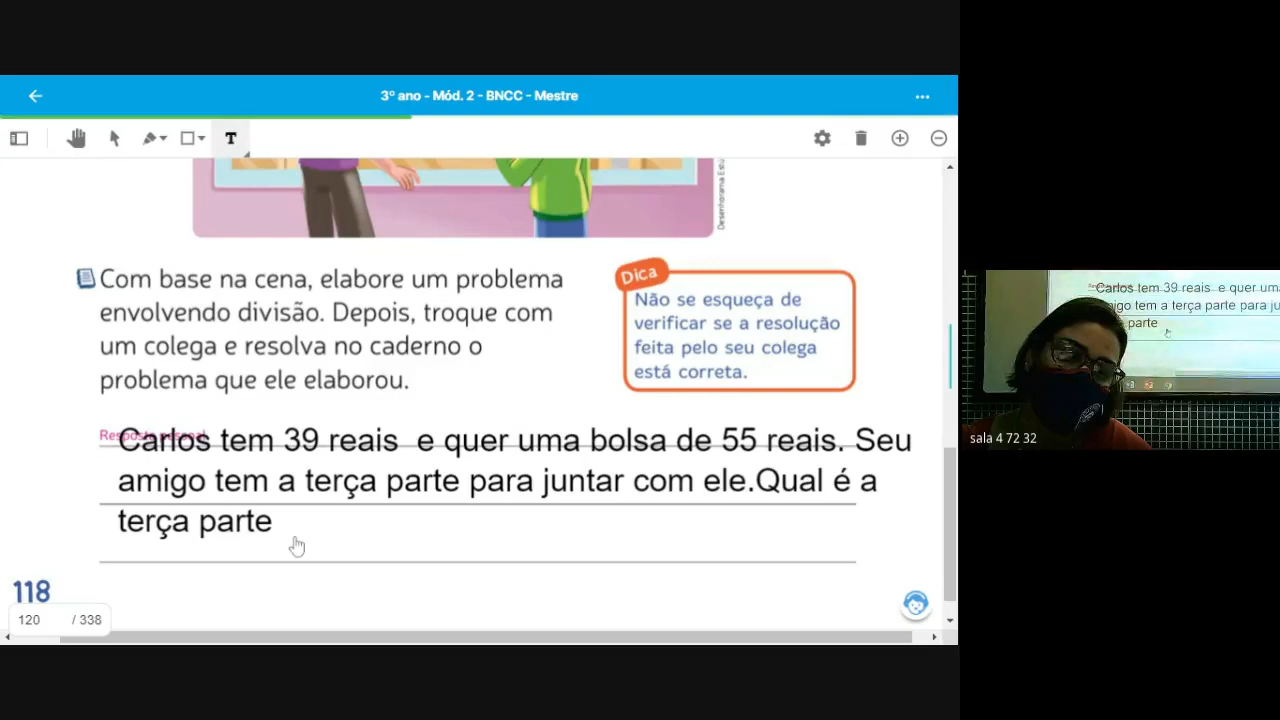 3º ano - Mód. 2 - BNCC - Mestre
T
Desenhorama Estu
Com base na cena, elabore um problema
envolvendo divisão. Depois, troque com
um colega e resolva no caderno o
problema que ele elaborou.
Dica
Não se esqueça de
verificar se a resolução
feita pelo seu colega
está correta.
Resposta pessoal.
Carlos tem 39 reais e quer uma bolsa de 55 reais. Seu
amigo tem a terça parte para juntar com ele.Qual é a
terça parte
118
120 / 338
Carlos tem 39 reais e quer uma
amigo tem a terça parte para ju
parte
sala 4 72 32